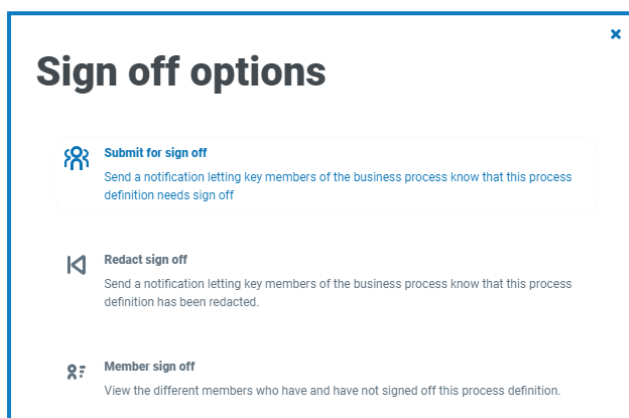 Sign off options
Submit for sign off
Send a notification letting key members of the business process know that this process
definition needs sign off
Redact sign off
Send a notification letting key members of the business process know that this process
definition has been redacted.
Member sign off
View the different members who have and have not signed off this process definition.